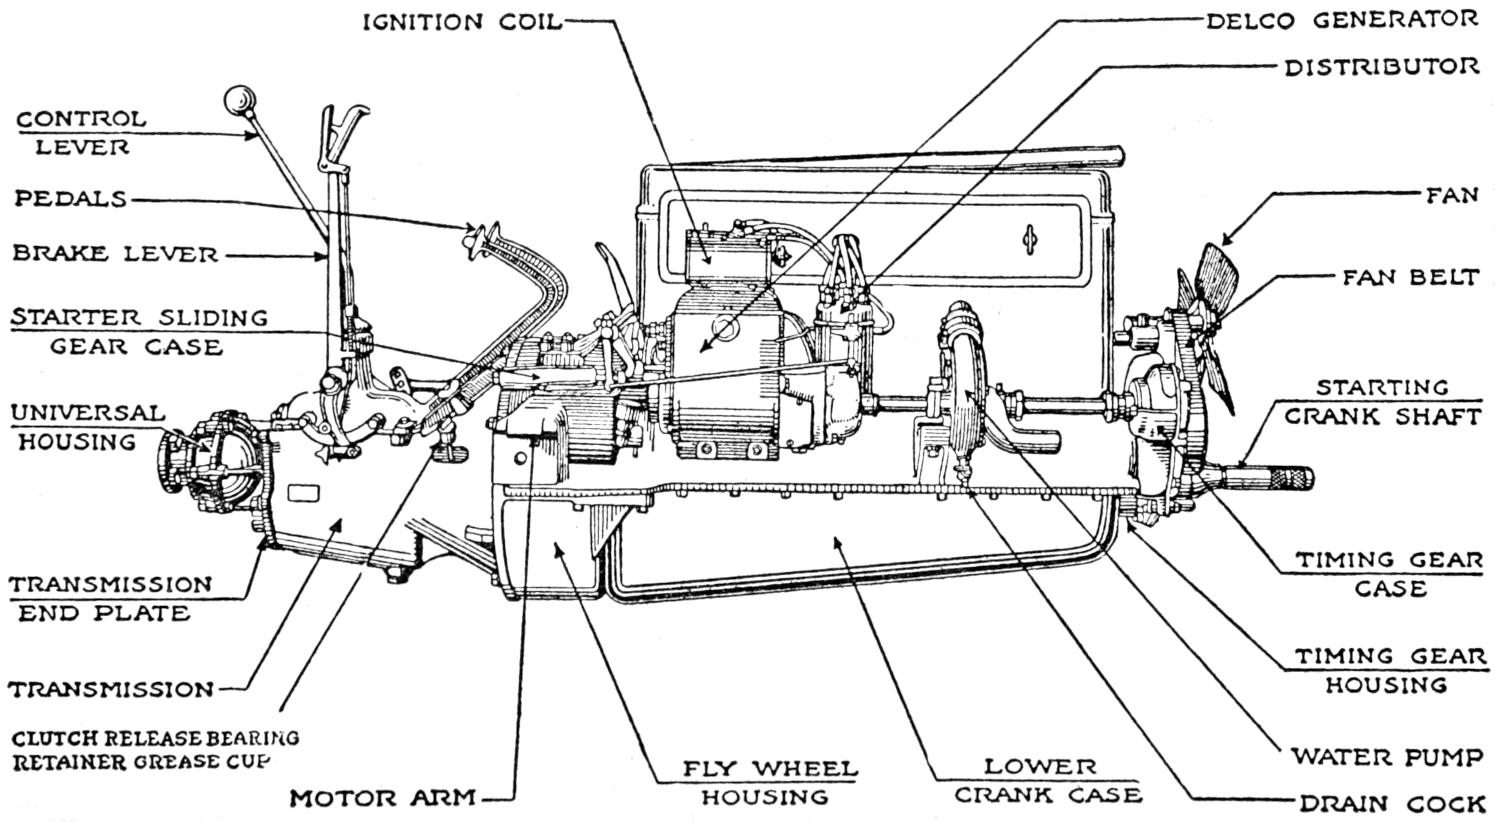 IGNITION COIL
DELCO GENERATOR
DISTRIBUTOR
CONTROL
LEVER
PEDALS
BRAKE LEVER
STARTER SLIDING
GEAR CASE
UNIVERSAL
HOUSING
TRANSMISSION
END PLATE
TRANSMISSION
CLUTCH RELEASE BEARING
RETAINER GREASE CUP
MOTOR ARM
FLY WHEEL
HOUSING
LOWER
CRANK CASE
FAN
FAN BELT
STARTING
CRANK SHAFT
TIMING GEAR
CASE
TIMING GEAR
HOUSING
WATER PUMP
DRAIN COCK